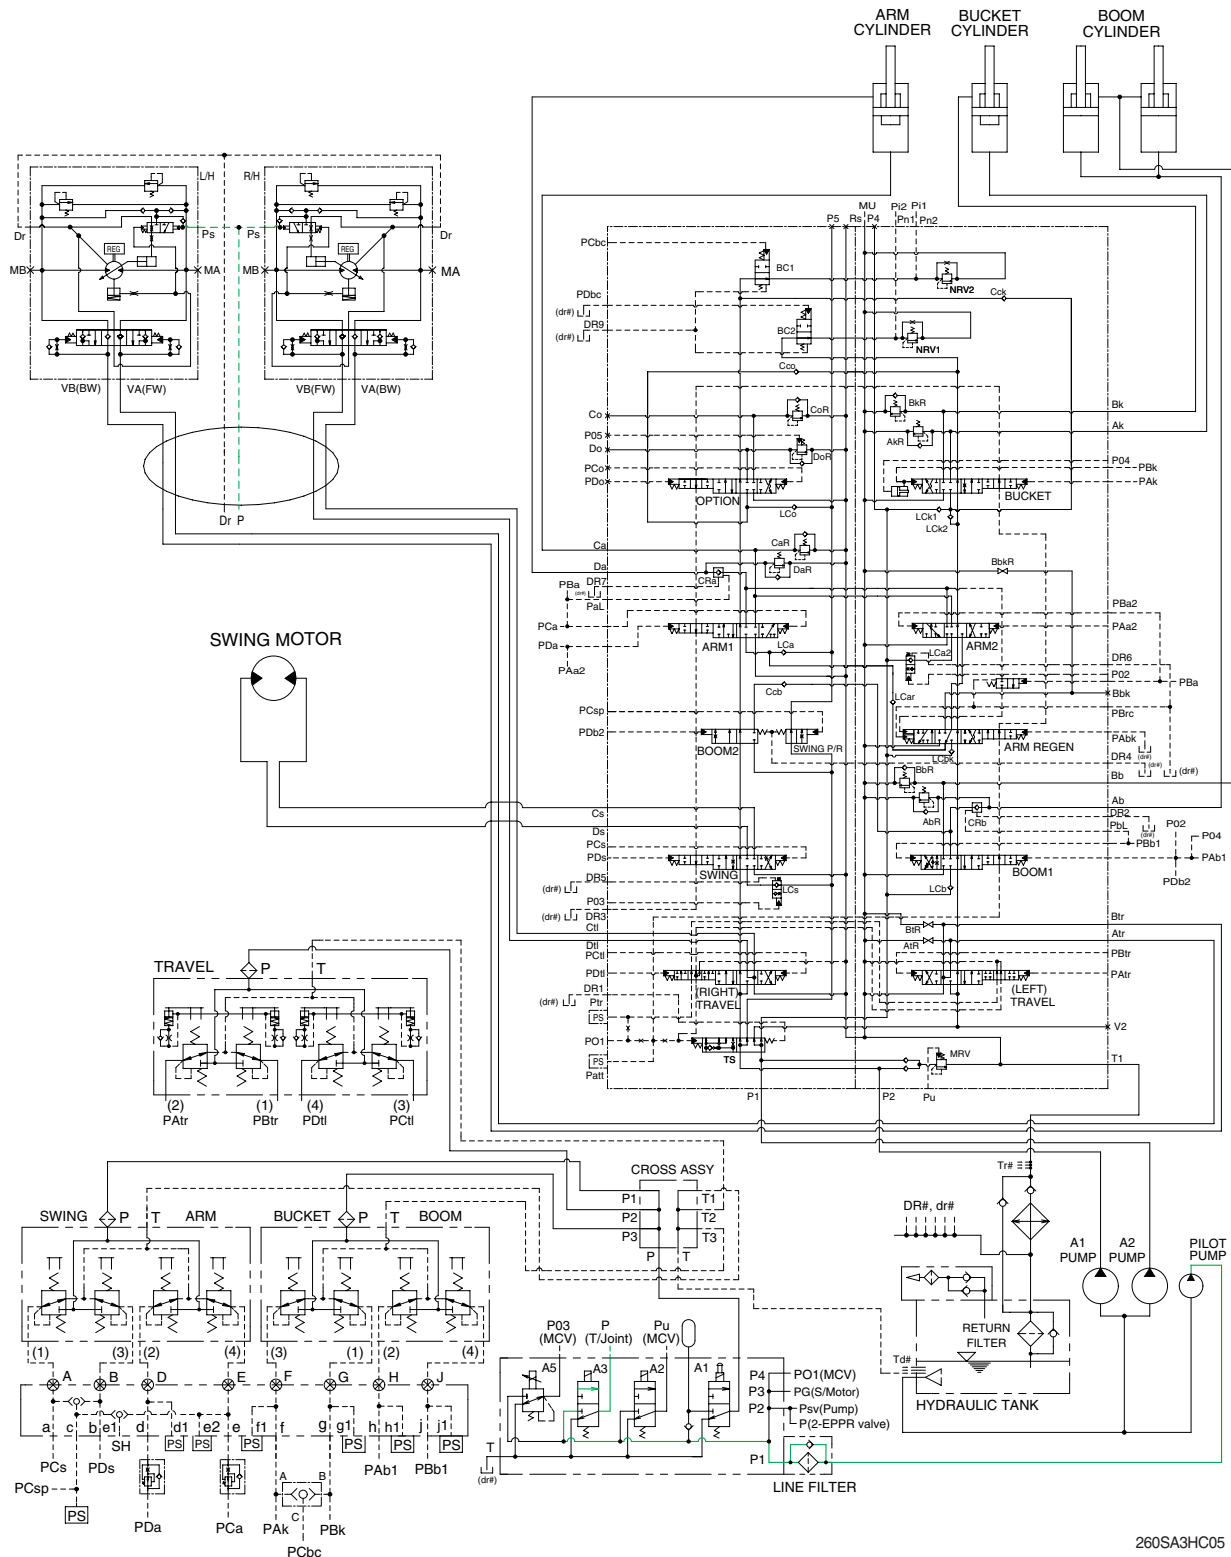 ARM
CYLINDER
BUCKET
CYLINDER
BOOM
CYLINDER
L/H
R/H
Dr
Ps
Ps
Dr
REG
REG
MB
MA
MB
MA
VB(BW)
VA(FW)
VB(FW)
VA(BW)
Dr P
MU
P5
Rs
P4
Pi2
Pn1
Pi1
Pn2
PCbc
BC1
NRV2
Cck
PDbc
(dr#)
DR9
(dr#)
BC2
NRV1
Cco
Co
CoR
BkR
Bk
P05
Do
DoR
AkR
Ak
PCo
P04
PBk
PDo
PAk
OPTION
BUCKET
LCo
LCk1
LCk2
Ca
CaR
DaR
Da
CRa
BbkR
PBa
DR7
(dr#)
PaL
PBa2
PCa
PAa2
PDa
ARM1
ARM2
PAa2
LCa
LCa2
DR6
Ccb
P02
PBa
LCar
Bbk
PCsp
PBrc
PDb2
PAbk
BOOM2
SWING P/R
ARM REGEN
(dr#)
LCbk
DR4
(dr#)
(dr#)
BbR
Bb
SWING MOTOR
Cs
AbR
CRb
Ab
DR2
Ds
PbL
(dr#)
P02
P04
PCs
PBb1
PDs
PAb1
SWING
BOOM1
PDb2
DR5
(dr#)
LCs
LCb
P03
DR3
(dr#)
Ctl
BtR
Btr
Dtl
AtR
Atr
PCtl
PBtr
PDtl
PAtr
(RIGHT)
TRAVEL
(LEFT)
TRAVEL
DR1
(dr#)
Ptr
PS
V2
PO1
PS
TS
MRV
T1
Patt
P1
P2
Pu
TRAVEL
P
T
(2)
(1)
(4)
(3)
PAtr
PBtr
PDtl
PCtl
CROSS ASSY
P1
T1
P2
T2
P3
T3
P
T
Tr#
DR#, dr#
A1
PUMP
A2
PUMP
PILOT
PUMP
RETURN
FILTER
Td#
HYDRAULIC TANK
SWING
P
T
ARM
BUCKET
P
T
BOOM
(1)
(3)
(2)
(4)
(3)
(1)
(2)
(4)
A
B
D
E
F
G
H
J
a
c
b
e1
d
d1
e2
e
f1
f
g
g1
h
h1
j
j1
SH
PS
PS
PS
PS
PS
PS
PCs
PDs
PAb1
PBb1
PCsp
PS
A
B
C
PDa
PCa
PAk
PBk
PCbc
P03
(MCV)
P
(T/Joint)
Pu
(MCV)
A5
A3
A2
A1
P4
PO1(MCV)
P3
PG(S/Motor)
P2
Psv(Pump)
P(2-EPPR valve)
T
(dr#)
P1
LINE FILTER
260SA3HC05